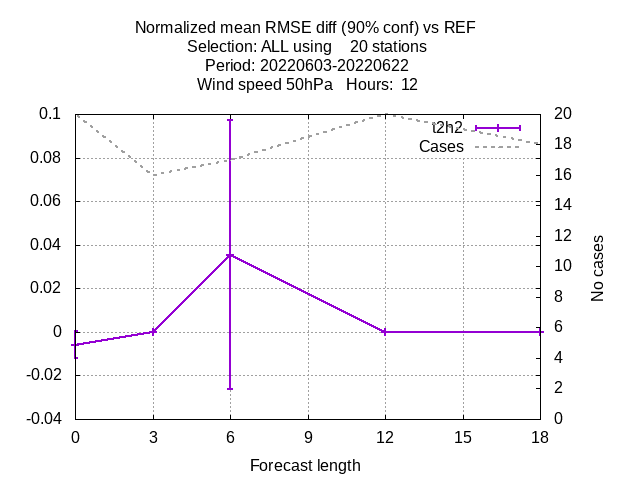 Normalized mean RMSE diff (90% conf) vs REF
Selection: ALL using    20 stations
Period: 20220603-20220622
Wind speed 50hPa   Hours:  12
t2h2
Cases
0.1
0.08
0.06
0.04
0.02
0
-0.02
-0.04
20
18
16
14
12
10
8
6
4
2
0
No cases
0 3 6 9 12 15 18
Forecast length